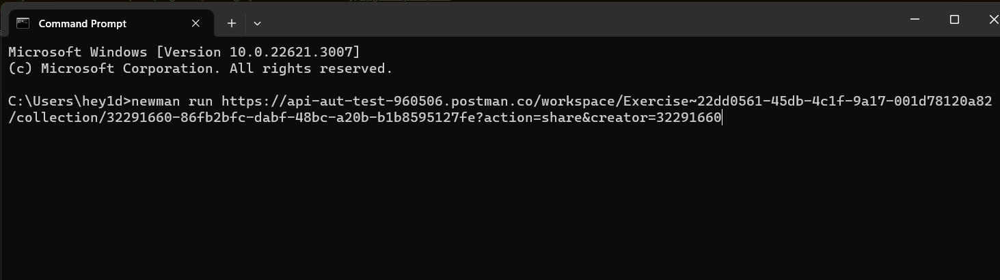 Command Prompt
Microsoft Windows [Version 10.0.22621.3007]
(c) Microsoft Corporation. All rights reserved.
C:\Users\hey1d>newman run https://api-aut-test-960506.postman.co/workspace/Exercise~22dd0561-45db-4c1f-9a17-001d78120a82
/collection/32291660-86fb2bfc-dabf-48bc-a20b-b1b8595127fe?action=share&creator=32291660